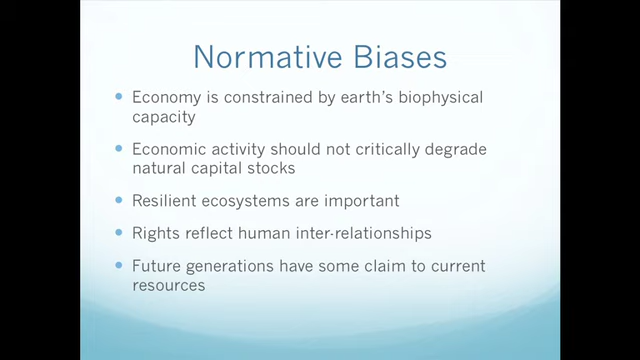 Normative Biases
Economy is constrained by earth's biophysical
capacity
Economic activity should not critically degrade
natural capital stocks
Resilient ecosystems are important
Rights reflect human inter-relationships
Future generations have some claim to current
resources